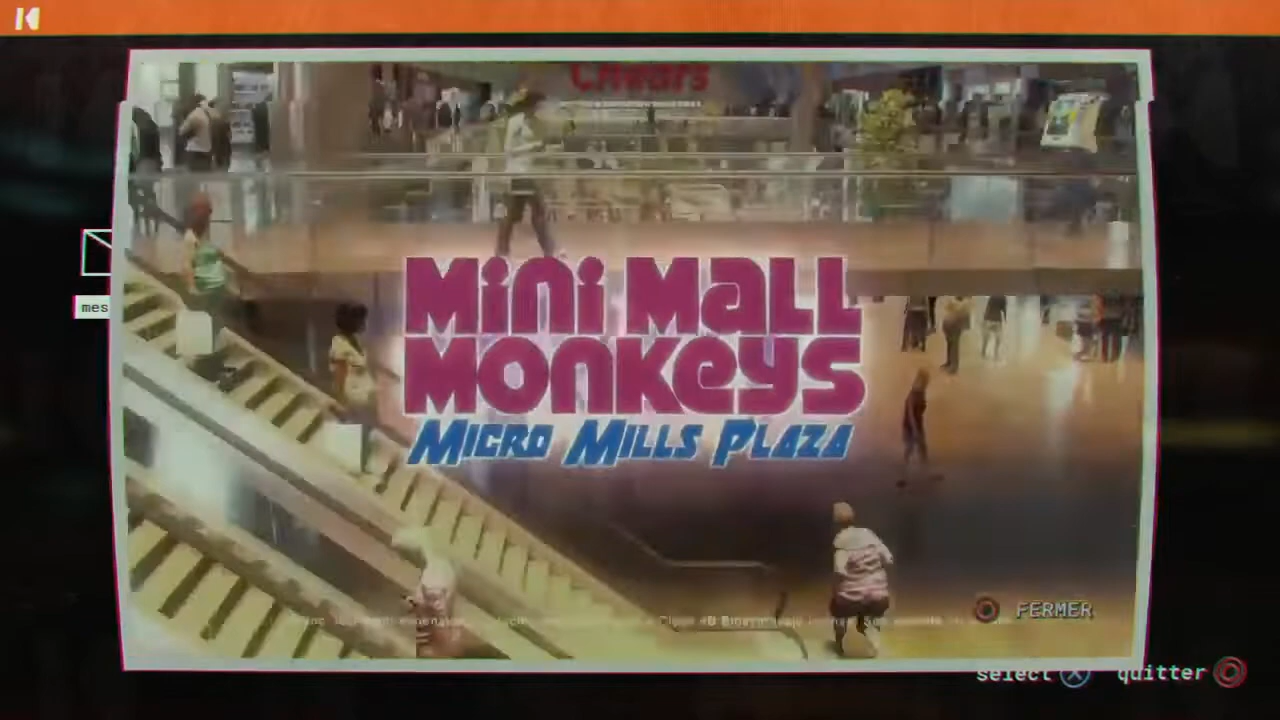 mes
Mini Mall
Monkeys
Micro Mills Plaza
FERMER
select quitter